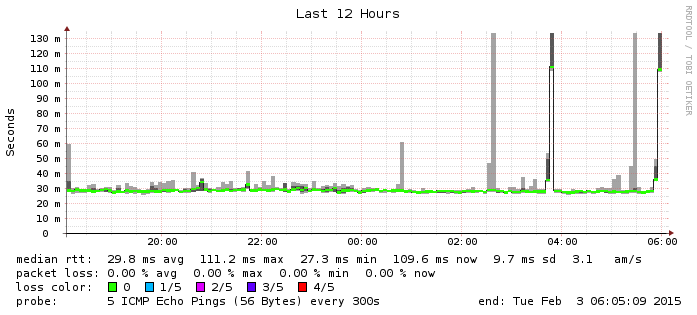 Last 12 Hours
RRDTOOL / TOBI OETIKER
Seconds
130 m
120 m
110 m
100 m
90 m
80 m
70 m
60 m
50 m
40 m
30 m
20 m
10 m
0 m
20:00 22:00 00:00 02:00 04:00 06:00
median rtt: 29.8 ms avg 111.2 ms max 27.3 ms min 109.6 ms now 9.7 ms sd 3.1 am/s
packet loss: 0.00 % avg 0.00 % max 0.00 % min 0.00 % now
loss color: 0 1/5 2/5 3/5 4/5
probe: 5 ICMP Echo Pings (56 Bytes) every 300s end: Tue Feb 3 06:05:09 2015